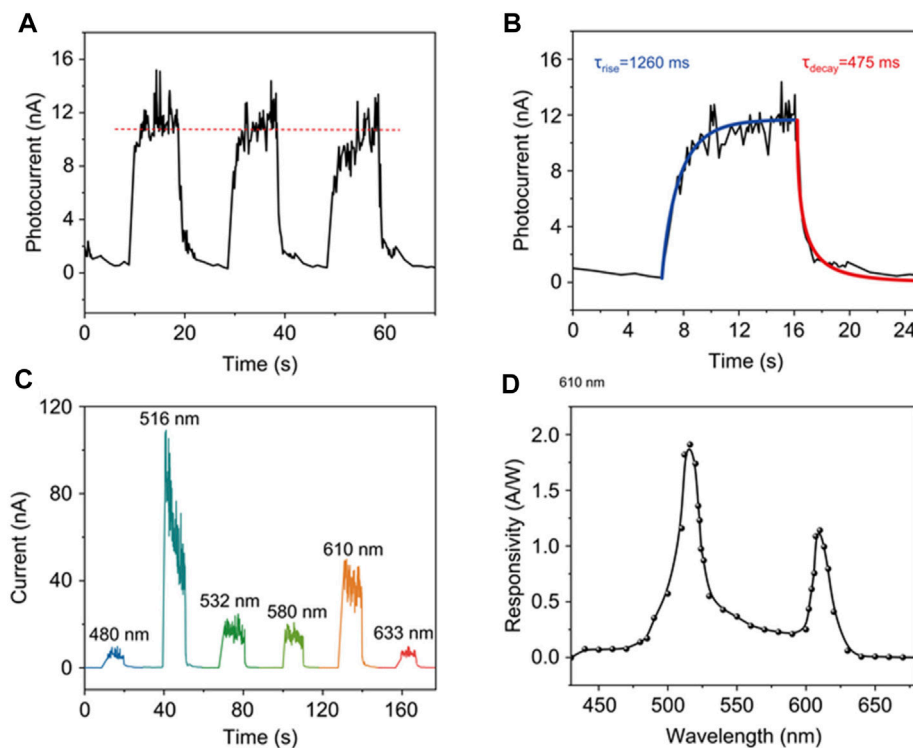 A
Photocurrent (nA)
16
12
8
4
0
0 20 40 60
Time (s)
B
τrise=1260 ms
τdecay=475 ms
Photocurrent (nA)
16
12
8
4
0
0 4 8 12 16 20 24
Time (s)
C
Current (nA)
120
80
40
0
480 nm
516 nm
532 nm
580 nm
610 nm
633 nm
0 40 80 120 160
Time (s)
D
610 nm
Responsivity (A/W)
2.0
1.5
1.0
0.5
0.0
450 500 550 600 650
Wavelength (nm)